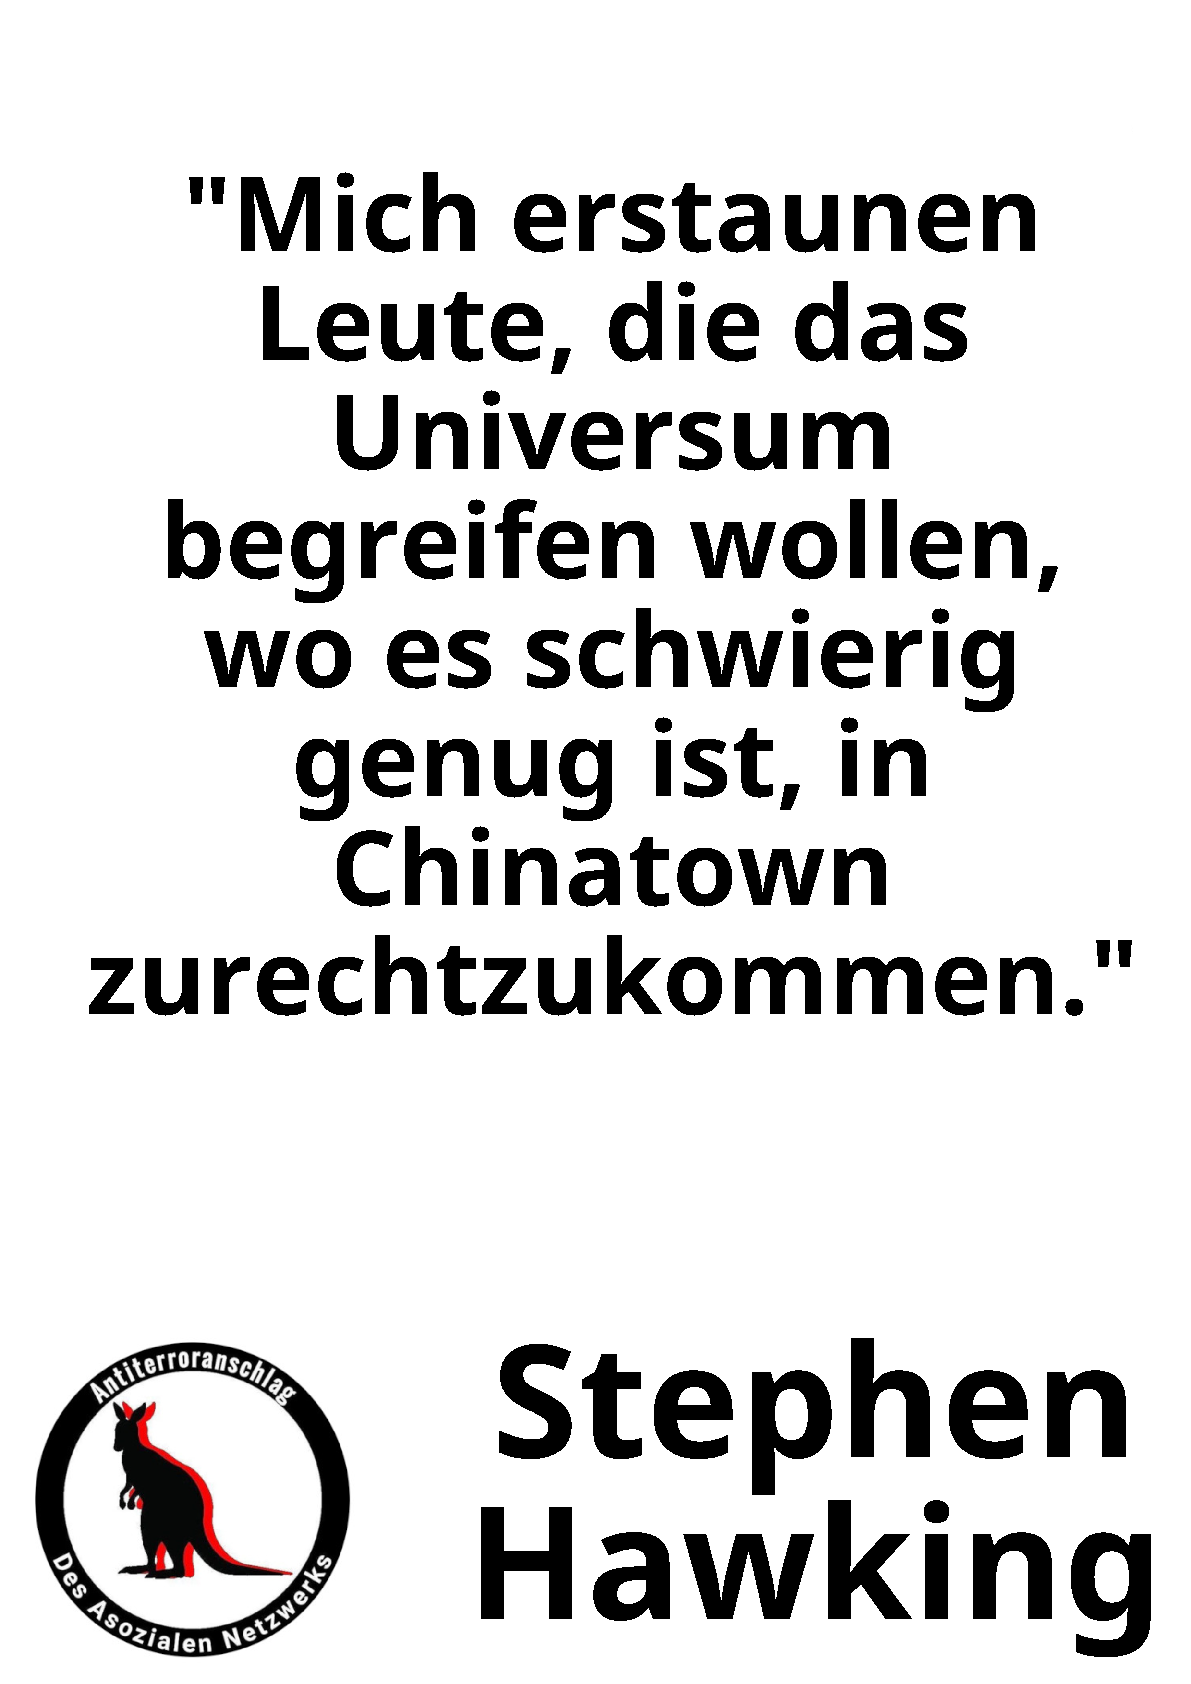 "Mich erstaunen
Leute, die das
Universum
begreifen wollen,
wo es schwierig
genug ist, in
Chinatown
zurechtzukommen."
Antiterroranschlag
Des Asozialen Netzwerks
Stephen
Hawking